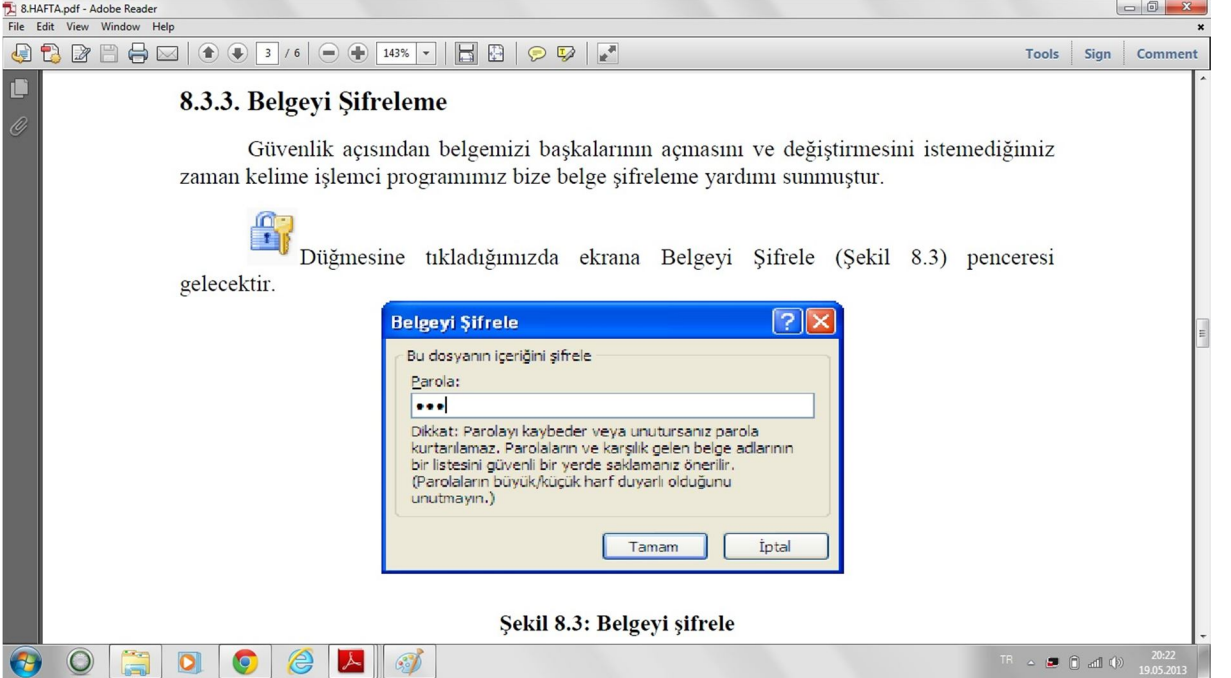 8.HAFTA.pdf - Adobe Reader
File Edit View Window Help
3 / 6 143% Tools Sign Comment
8.3.3. Belgeyi Şifreleme
Güvenlik açısından belgemizi başkalarının açmasını ve değiştirmesini istemediğimiz
zaman kelime işlemci programımız bize belge şifreleme yardımı sunmuştur.
Düğmesine tıkladığımızda ekrana Belgeyi Şifrele (Şekil 8.3) penceresi
gelecektir.
Belgeyi Şifrele
Bu dosyanın içeriğini şifrele
Parola:
Dikkat: Parolayı kaybeder veya unutursanız parola
kurtarılamaz. Parolaların ve karşılık gelen belge adlarının
bir listesini güvenli bir yerde saklamanız önerilir.
(Parolaların büyük/küçük harf duyarlı olduğunu
unutmayın.)
Tamam İptal
Şekil 8.3: Belgeyi şifrele
TR 20:22
19.05.2013